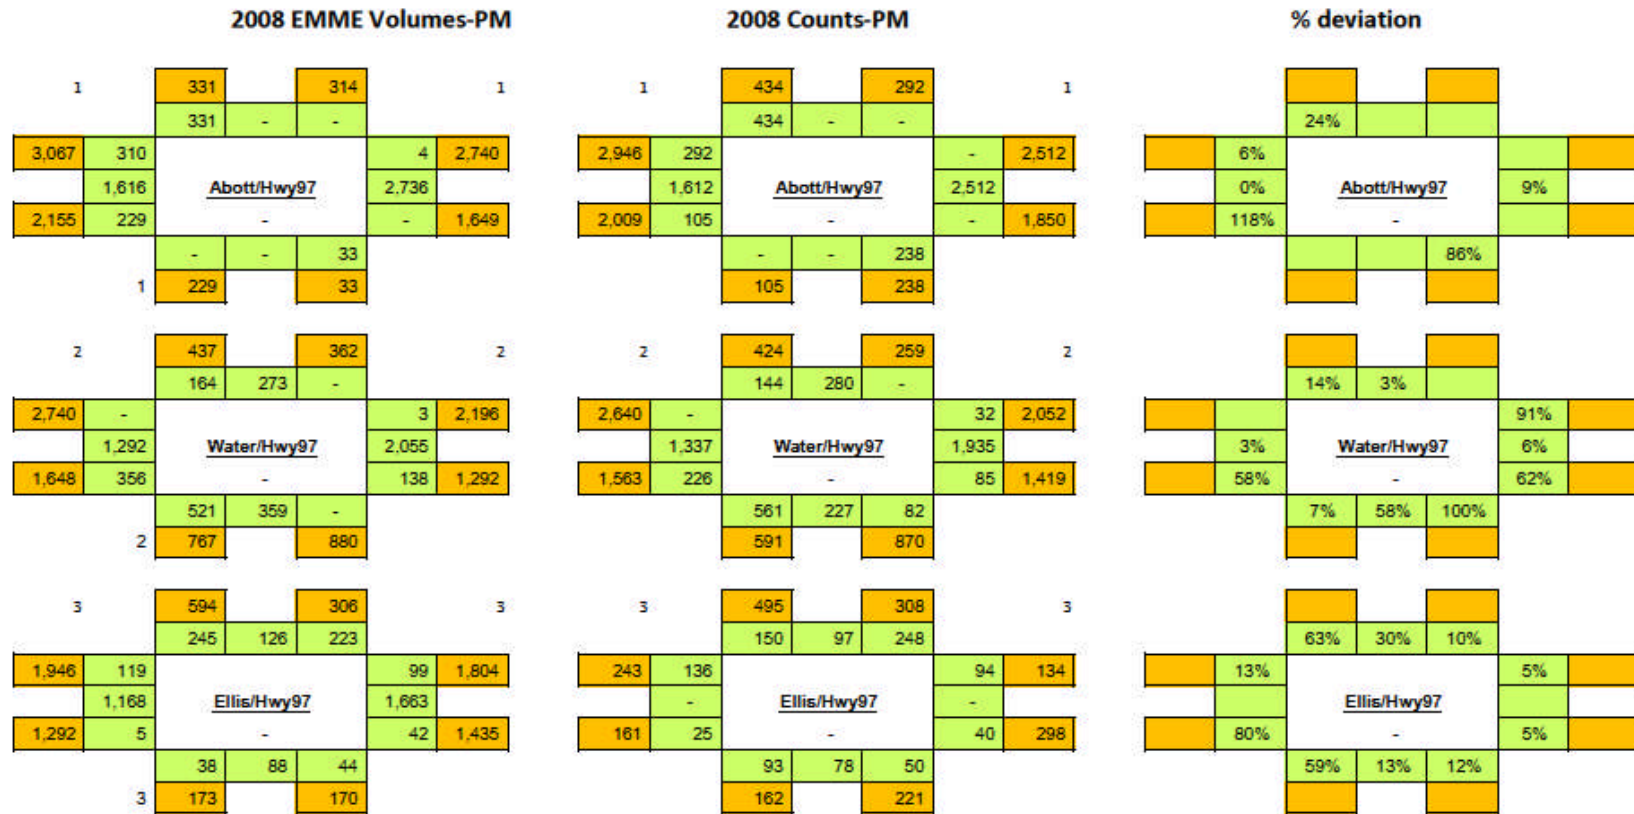 2008 EMME Volumes-PM 2008 Counts-PM % deviation
1 331 314 1 1 434 292 1
331 - - 434 - - 24%
3,067 310 4 2,740 2,946 292 - 2,512 6%
1,616 Abott/Hwy97 2,736 1,612 Abott/Hwy97 2,512 0% Abott/Hwy97 9%
2,155 229 - - 1,649 2,009 105 - - 1,850 118% -
- - 33 - - 238 86%
1 229 33 105 238
2 437 362 2 2 424 259 2
164 273 - 144 280 - 14% 3%
2,740 - 3 2,196 2,640 - 32 2,052 91%
1,292 Water/Hwy97 2,055 1,337 Water/Hwy97 1,935 3% Water/Hwy97 6%
1,648 356 - 138 1,292 1,563 226 - 85 1,419 58% - 62%
521 359 - 561 227 82 7% 58% 100%
2 767 880 591 870
3 594 306 3 3 495 308 3
245 126 223 150 97 248 63% 30% 10%
1,946 119 99 1,804 243 136 94 134 13% 5%
1,168 Ellis/Hwy97 1,663 - Ellis/Hwy97 - Ellis/Hwy97
1,292 5 - 42 1,435 161 25 - 40 298 80% - 5%
38 88 44 93 78 50 59% 13% 12%
3 173 170 162 221